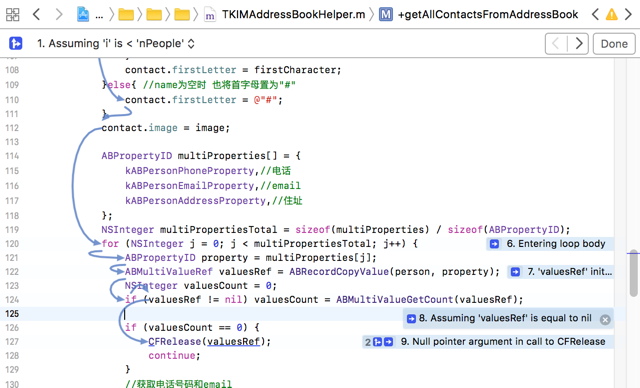 ... TKIMAddressBookHelper.m M +getAllContactsFromAddressBook
1. Assuming 'i' is < 'nPeople' Done
108
109 contact.firstLetter = firstCharacter;
}else{ //name为空时 也将首字母置为"#"
110 contact.firstLetter = @"#";
111 }
112 contact.image = image;
113
114 ABPropertyID multiProperties[] = {
115 kABPersonPhoneProperty,//电话
116 kABPersonEmailProperty,//email
117 kABPersonAddressProperty,//住址
118 };
119 NSInteger multiPropertiesTotal = sizeof(multiProperties) / sizeof(ABPropertyID);
120 for (NSInteger j = 0; j < multiPropertiesTotal; j++) { 6. Entering loop body
121 ABPropertyID property = multiProperties[j];
122 ABMultiValueRef valuesRef = ABRecordCopyValue(person, property); 7. 'valuesRef' init...
123 NSInteger valuesCount = 0;
124 if (valuesRef != nil) valuesCount = ABMultiValueGetCount(valuesRef);
125 8. Assuming 'valuesRef' is equal to nil
126 if (valuesCount == 0) {
127 CFRelease(valuesRef); 2 9. Null pointer argument in call to CFRelease
128 continue;
129 }
130 //获取电话号码和email